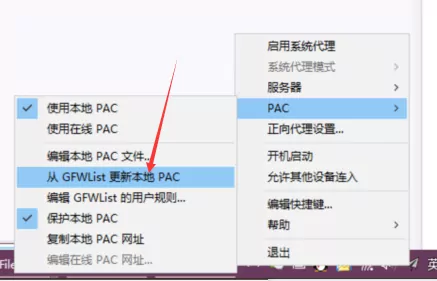 启用系统代理
系统代理模式
服务器
PAC
正向代理设置...
开机启动
允许其他设备连入
编辑快捷键...
帮助
退出
使用本地 PAC
使用在线 PAC
编辑本地 PAC 文件...
从 GFWList 更新本地 PAC
编辑 GFWList 的用户规则...
保护本地 PAC
复制本地 PAC 网址
编辑在线 PAC 网址...
File
英